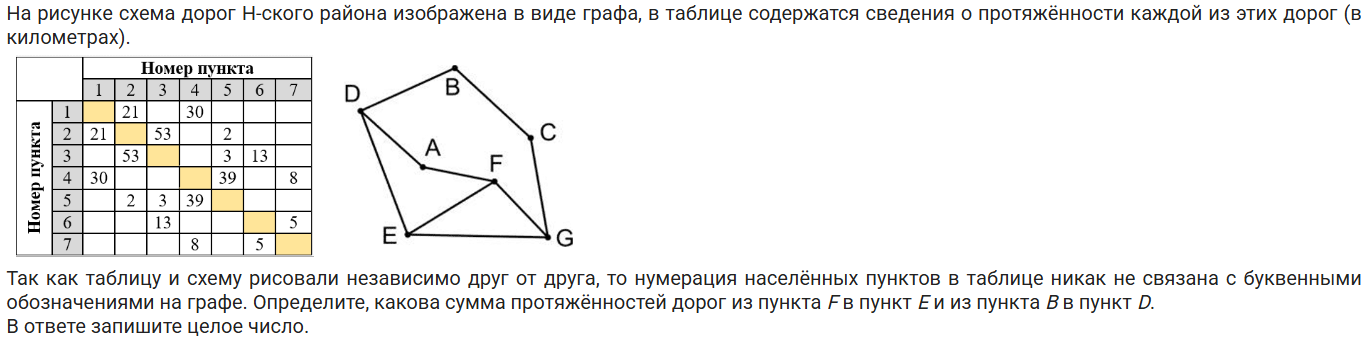 На рисунке схема дорог Н-ского района изображена в виде графа, в таблице содержатся сведения о протяжённости каждой из этих дорог (в
километрах).
Номер пункта
1 2 3 4 5 6 7
Номер пункта
1 21 30
2 21 53 2
3 53 3 13
4 30 39 8
5 2 3 39
6 13 5
7 8 5
D
B
C
A
F
E
G
Так как таблицу и схему рисовали независимо друг от друга, то нумерация населённых пунктов в таблице никак не связана с буквенными
обозначениями на графе. Определите, какова сумма протяжённостей дорог из пункта F в пункт E и из пункта B в пункт D.
В ответе запишите целое число.